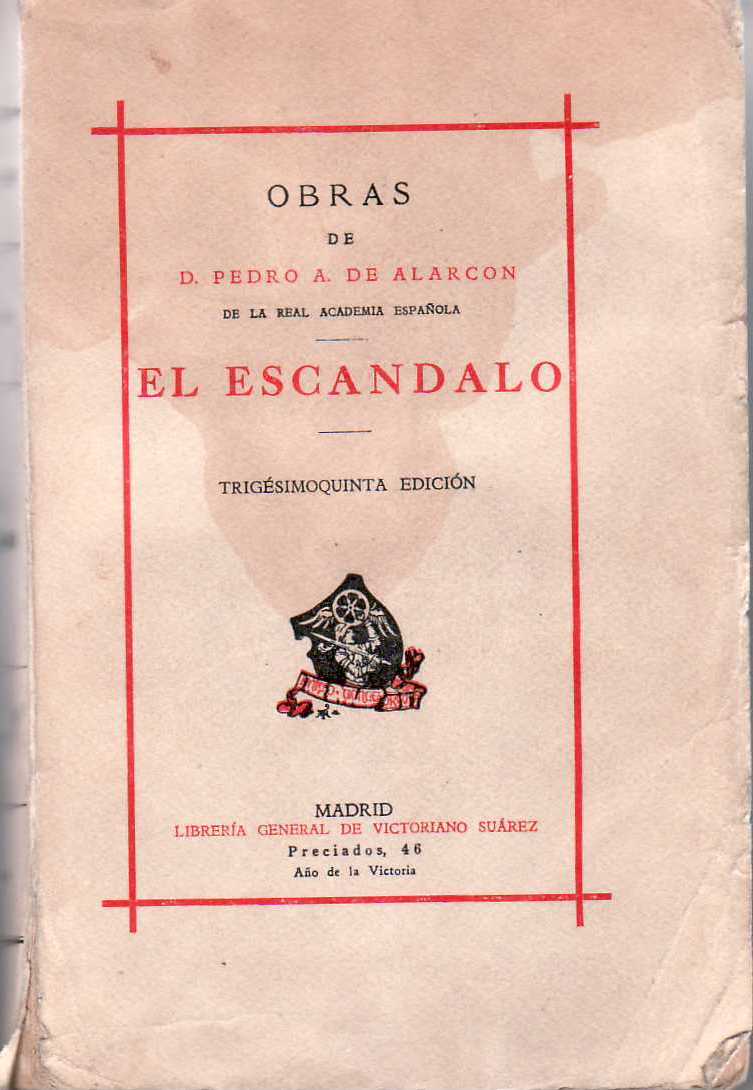 OBRAS
DE
D. PEDRO A. DE ALARCON
DE LA REAL ACADEMIA ESPAÑOLA
EL ESCANDALO
TRIGÉSIMOQUINTA EDICIÓN
MADRID
LIBRERÍA GENERAL DE VICTORIANO SUÁREZ
Preciados, 46
Año de la Victoria